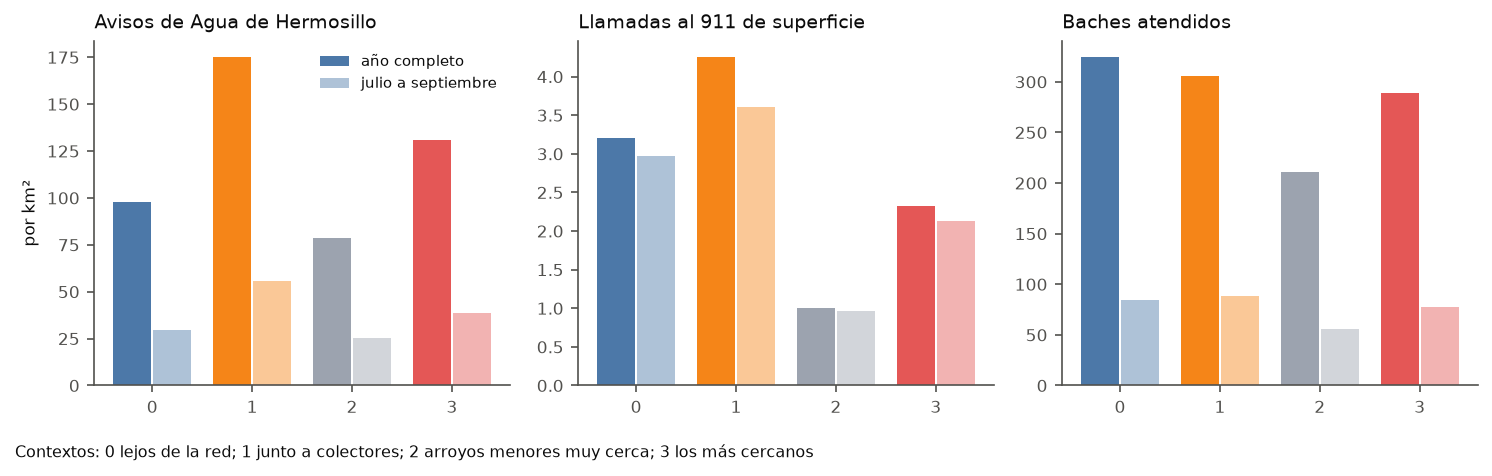 Avisos de Agua de Hermosillo
Llamadas al 911 de superficie
Baches atendidos
por km²
175
150
125
100
75
50
25
0
año completo
julio a septiembre
0 1 2 3
4.0
3.5
3.0
2.5
2.0
1.5
1.0
0.5
0.0
0 1 2 3
300
250
200
150
100
50
0
0 1 2 3
Contextos: 0 lejos de la red; 1 junto a colectores; 2 arroyos menores muy cerca; 3 los más cercanos